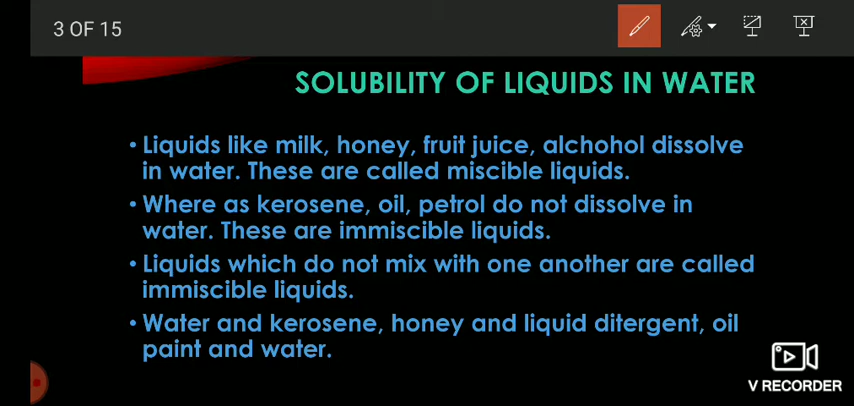 3 OF 15
SOLUBILITY OF LIQUIDS IN WATER
• Liquids like milk, honey, fruit juice, alchohol dissolve
in water. These are called miscible liquids.
• Where as kerosene, oil, petrol do not dissolve in
water. These are immiscible liquids.
• Liquids which do not mix with one another are called
immiscible liquids.
• Water and kerosene, honey and liquid ditergent, oil
paint and water.
V RECORDER